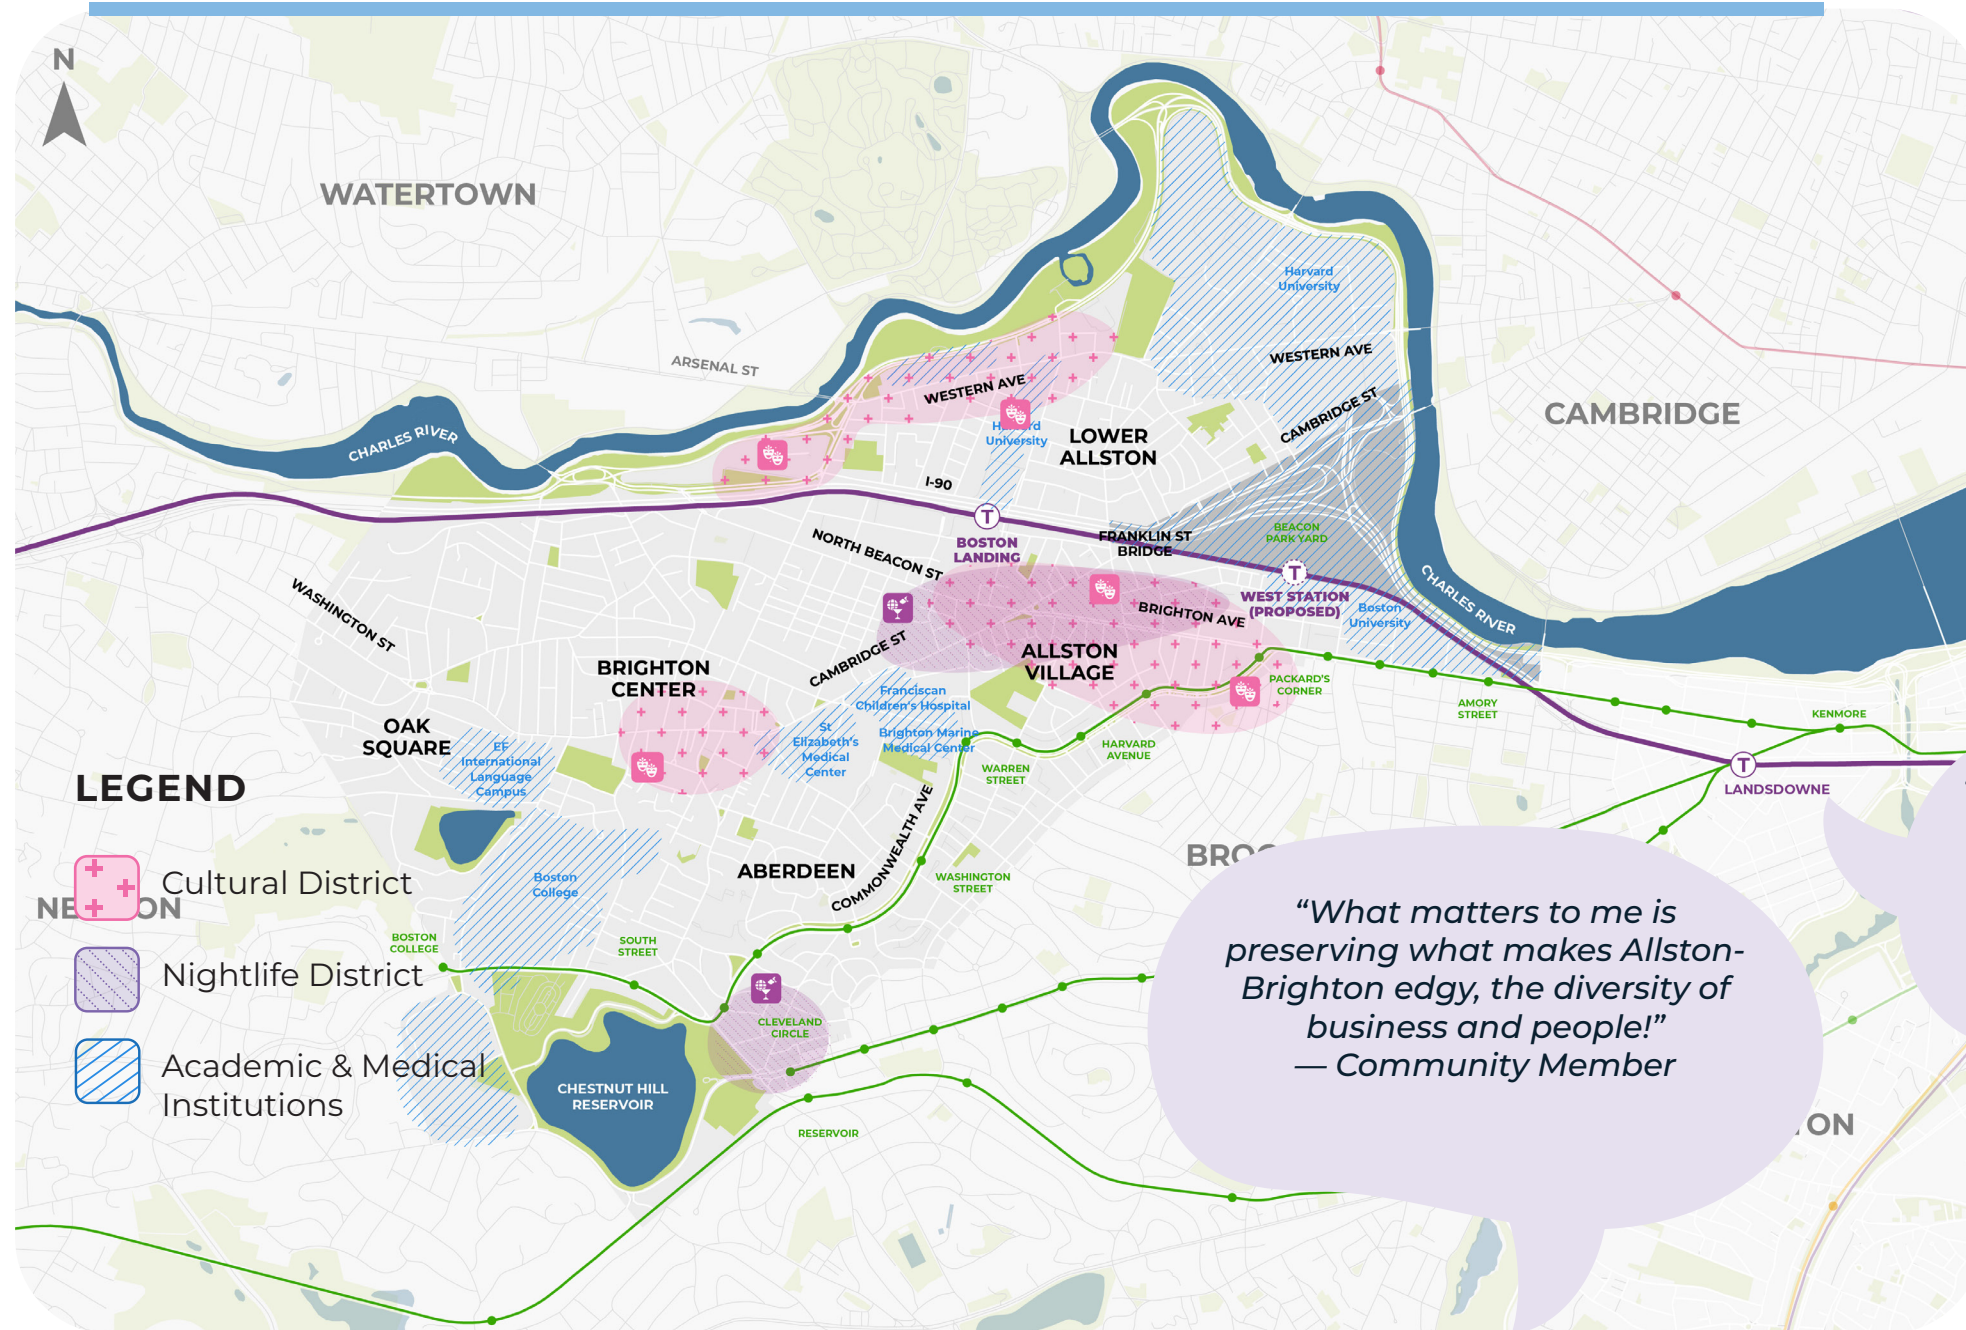 N
WATERTOWN
Harvard
University
ARSENAL ST
WESTERN AVE
WESTERN AVE
CAMBRIDGE ST
CAMBRIDGE
CHARLES RIVER
University
LOWER
ALLSTON
I-90
T
BOSTON
LANDING
FRANKLIN ST
BRIDGE
BEACON
PARK YARD
NORTH BEACON ST
T
WEST STATION
(PROPOSED)
CHARLES RIVER
WASHINGTON ST
BRIGHTON AVE
Boston
University
CAMBRIDGE ST
ALLSTON
VILLAGE
BRIGHTON
CENTER
PACKARD'S
CORNER
Franciscan
Children's Hospital
AMORY
STREET
KENMORE
OAK
SQUARE
St
Elizabeth's
Medical
Center
Brighton Marine
Medical Center
HARVARD
AVENUE
EF
International
Language
Campus
WARREN
STREET
T
LANDSDOWNE
LEGEND
COMMONWEALTH AVE
ABERDEEN
WASHINGTON
STREET
Boston
College
Cultural District
BOSTON
COLLEGE
SOUTH
STREET
Nightlife District
CLEVELAND
CIRCLE
Academic & Medical
Institutions
CHESTNUT HILL
RESERVOIR
RESERVOIR
“What matters to me is
preserving what makes Allston-
Brighton edgy, the diversity of
business and people!”
— Community Member